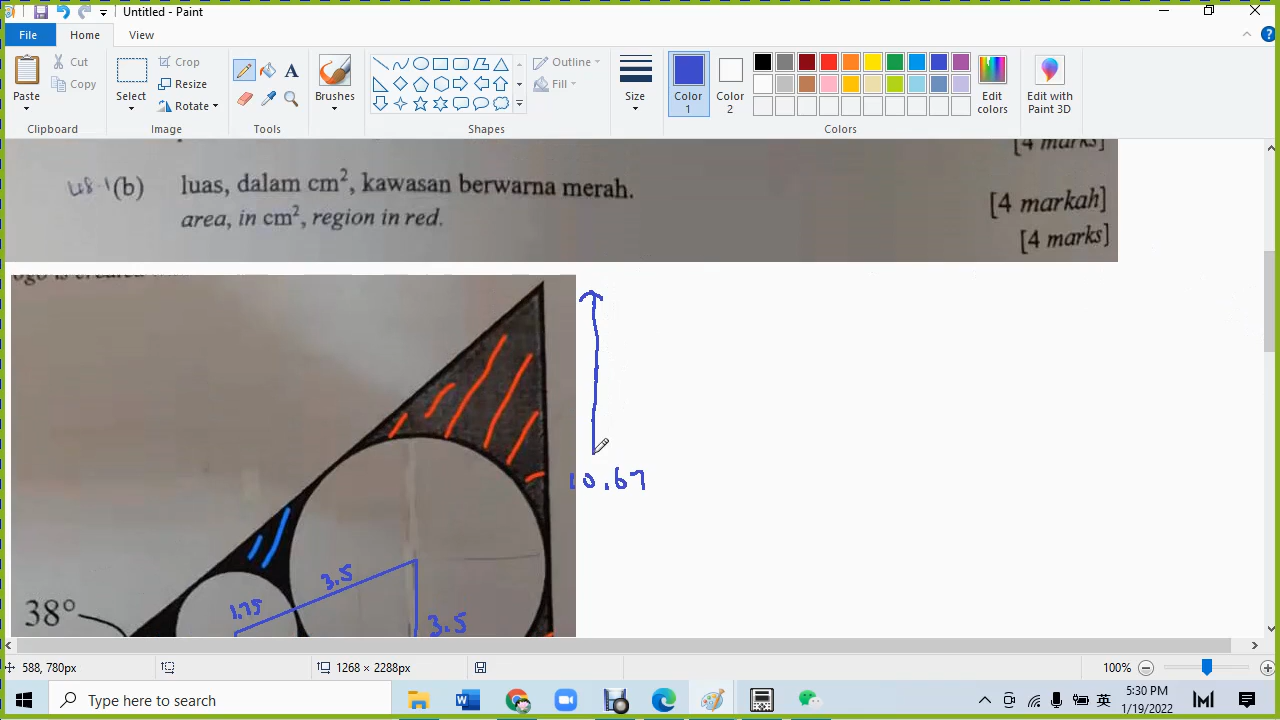 Untitled - Paint
File Home View
Cut
Copy
Paste
Clipboard
Crop
Resize
Rotate
Select
Image
Tools
Brushes
Outline
Fill
Shapes
Size
Color 1
Color 2
Edit colors
Edit with Paint 3D
Colors
[4 marks]
48.1 (b) luas, dalam cm², kawasan berwarna merah.
[4 markah]
area, in cm², region in red.
[4 marks]
10.67
3.5
1.75
38°
3.5
588, 780px
1268 × 2288px
100%
Type here to search
英
5:30 PM
1/19/2022